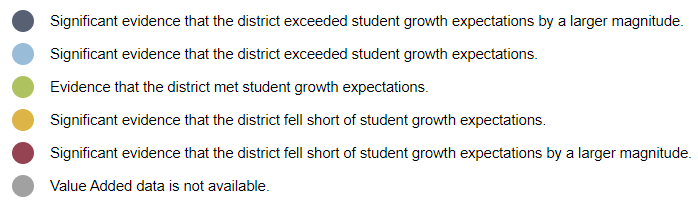 Significant evidence that the district exceeded student growth expectations by a larger magnitude.
Significant evidence that the district exceeded student growth expectations.
Evidence that the district met student growth expectations.
Significant evidence that the district fell short of student growth expectations.
Significant evidence that the district fell short of student growth expectations by a larger magnitude.
Value Added data is not available.